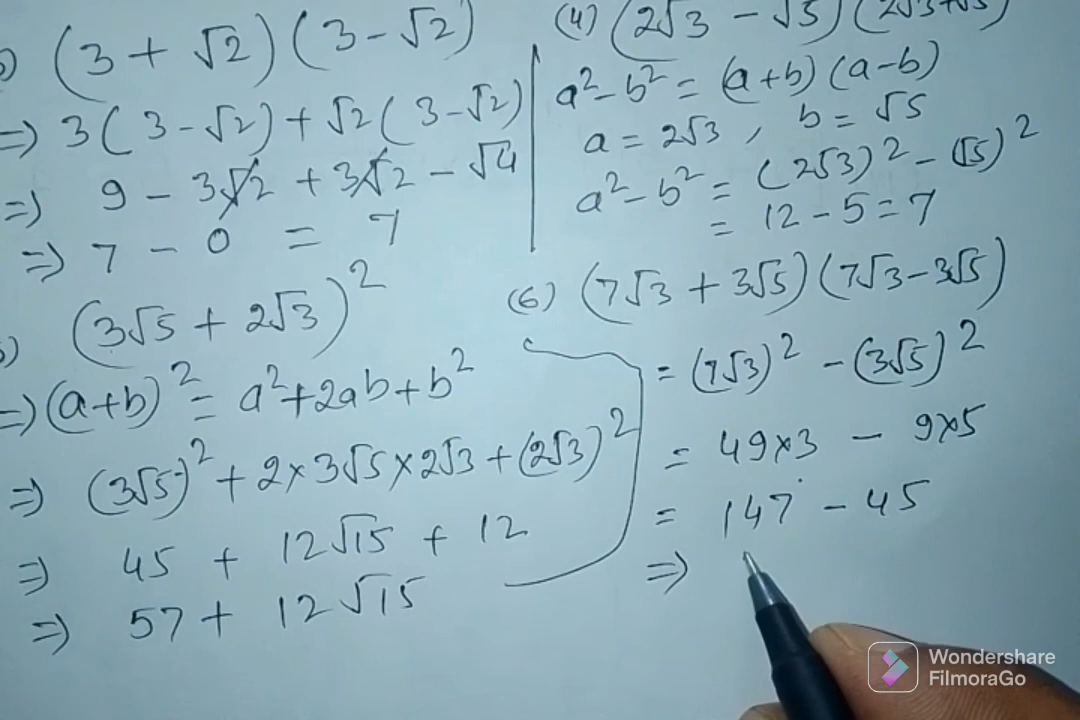 (3 + √2) (3 - √2)
=) 3 (3 - √2) + √2 (3 - √2)
=) 9 - 3√2 + 3√2 - √4
=) 7 - 0 = 7
(4) (2√3 - √5) (2√3+√5)
a² - b² = (a+b) (a-b)
a = 2√3 , b = √5
a² - b² = (2√3)² - (√5)²
= 12 - 5 = 7
(3√5 + 2√3)²
=) (a+b)² = a² + 2ab + b²
=) (3√5)² + 2 × 3√5 × 2√3 + (2√3)²
=) 45 + 12√15 + 12
=) 57 + 12√15
(6) (7√3 + 3√5) (7√3 - 3√5)
= (7√3)² - (3√5)²
= 49×3 - 9×5
= 147 - 45
=)
Wondershare
FilmoraGo